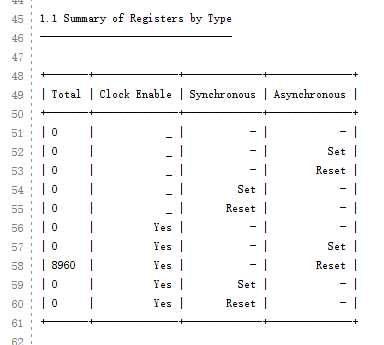 44
45 1.1 Summary of Registers by Type
46 --------------------------------
47
48 +-------+--------------+-------------+--------------+
49 | Total | Clock Enable | Synchronous | Asynchronous |
50 +-------+--------------+-------------+--------------+
51 | 0     |            _ |           - |            - |
52 | 0     |            _ |           - |          Set |
53 | 0     |            _ |           - |        Reset |
54 | 0     |            _ |         Set |            - |
55 | 0     |            _ |       Reset |            - |
56 | 0     |          Yes |           - |            - |
57 | 0     |          Yes |           - |          Set |
58 | 8960  |          Yes |           - |        Reset |
59 | 0     |          Yes |         Set |            - |
60 | 0     |          Yes |       Reset |            - |
61 +-------+--------------+-------------+--------------+
62